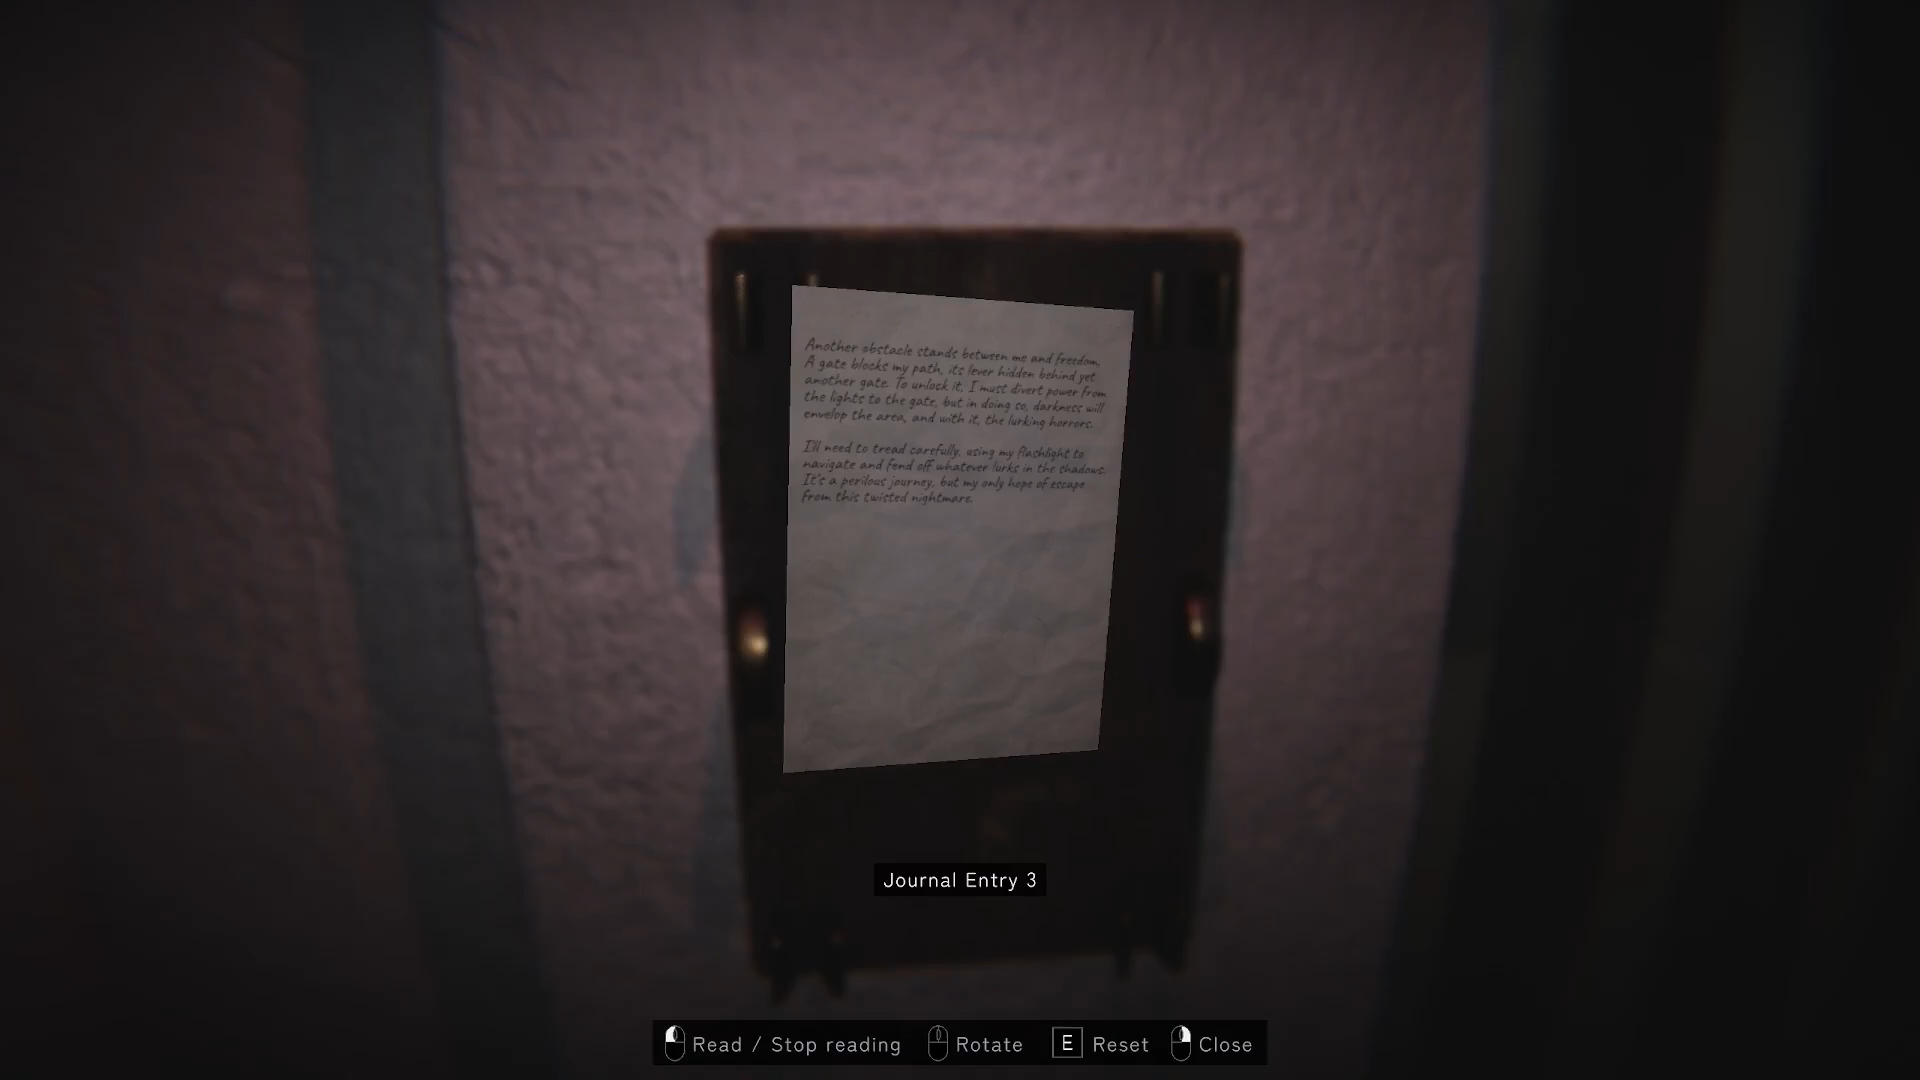 Another obstacle stands between me and freedom.
A gate blocks my path, its lever hidden behind yet
another gate. To unlock it, I must divert power from
the lights to the gate, but in doing so, darkness will
envelop the area, and with it, the lurking horrors.
I'll need to tread carefully, using my flashlight to
navigate and fend off whatever lurks in the shadows.
It's a perilous journey, but my only hope of escape
from this twisted nightmare.
Journal Entry 3
Read / Stop reading Rotate E Reset Close